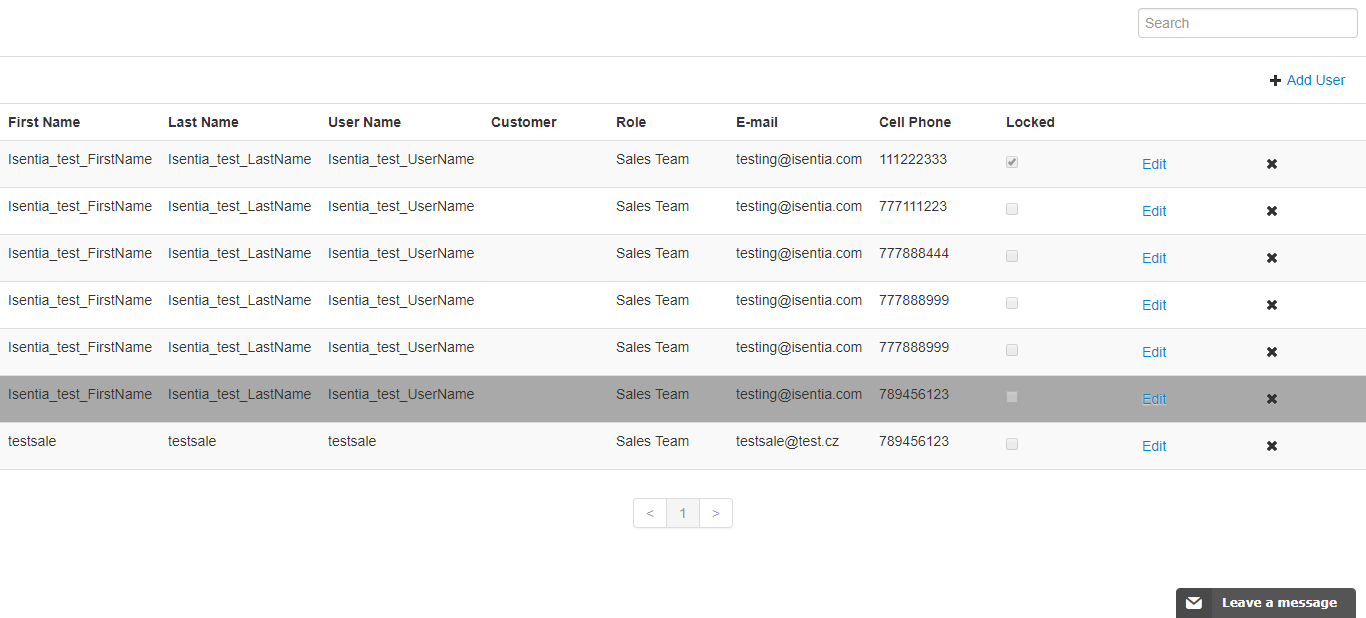 Search
Add User
First Name Last Name User Name Customer Role E-mail Cell Phone Locked
Isentia_test_FirstName Isentia_test_LastName Isentia_test_UserName Sales Team testing@isentia.com 111222333 Edit
Isentia_test_FirstName Isentia_test_LastName Isentia_test_UserName Sales Team testing@isentia.com 777111223 Edit
Isentia_test_FirstName Isentia_test_LastName Isentia_test_UserName Sales Team testing@isentia.com 777888444 Edit
Isentia_test_FirstName Isentia_test_LastName Isentia_test_UserName Sales Team testing@isentia.com 777888999 Edit
Isentia_test_FirstName Isentia_test_LastName Isentia_test_UserName Sales Team testing@isentia.com 777888999 Edit
Isentia_test_FirstName Isentia_test_LastName Isentia_test_UserName Sales Team testing@isentia.com 789456123 Edit
testsale testsale testsale Sales Team testsale@test.cz 789456123 Edit
< 1 >
Leave a message